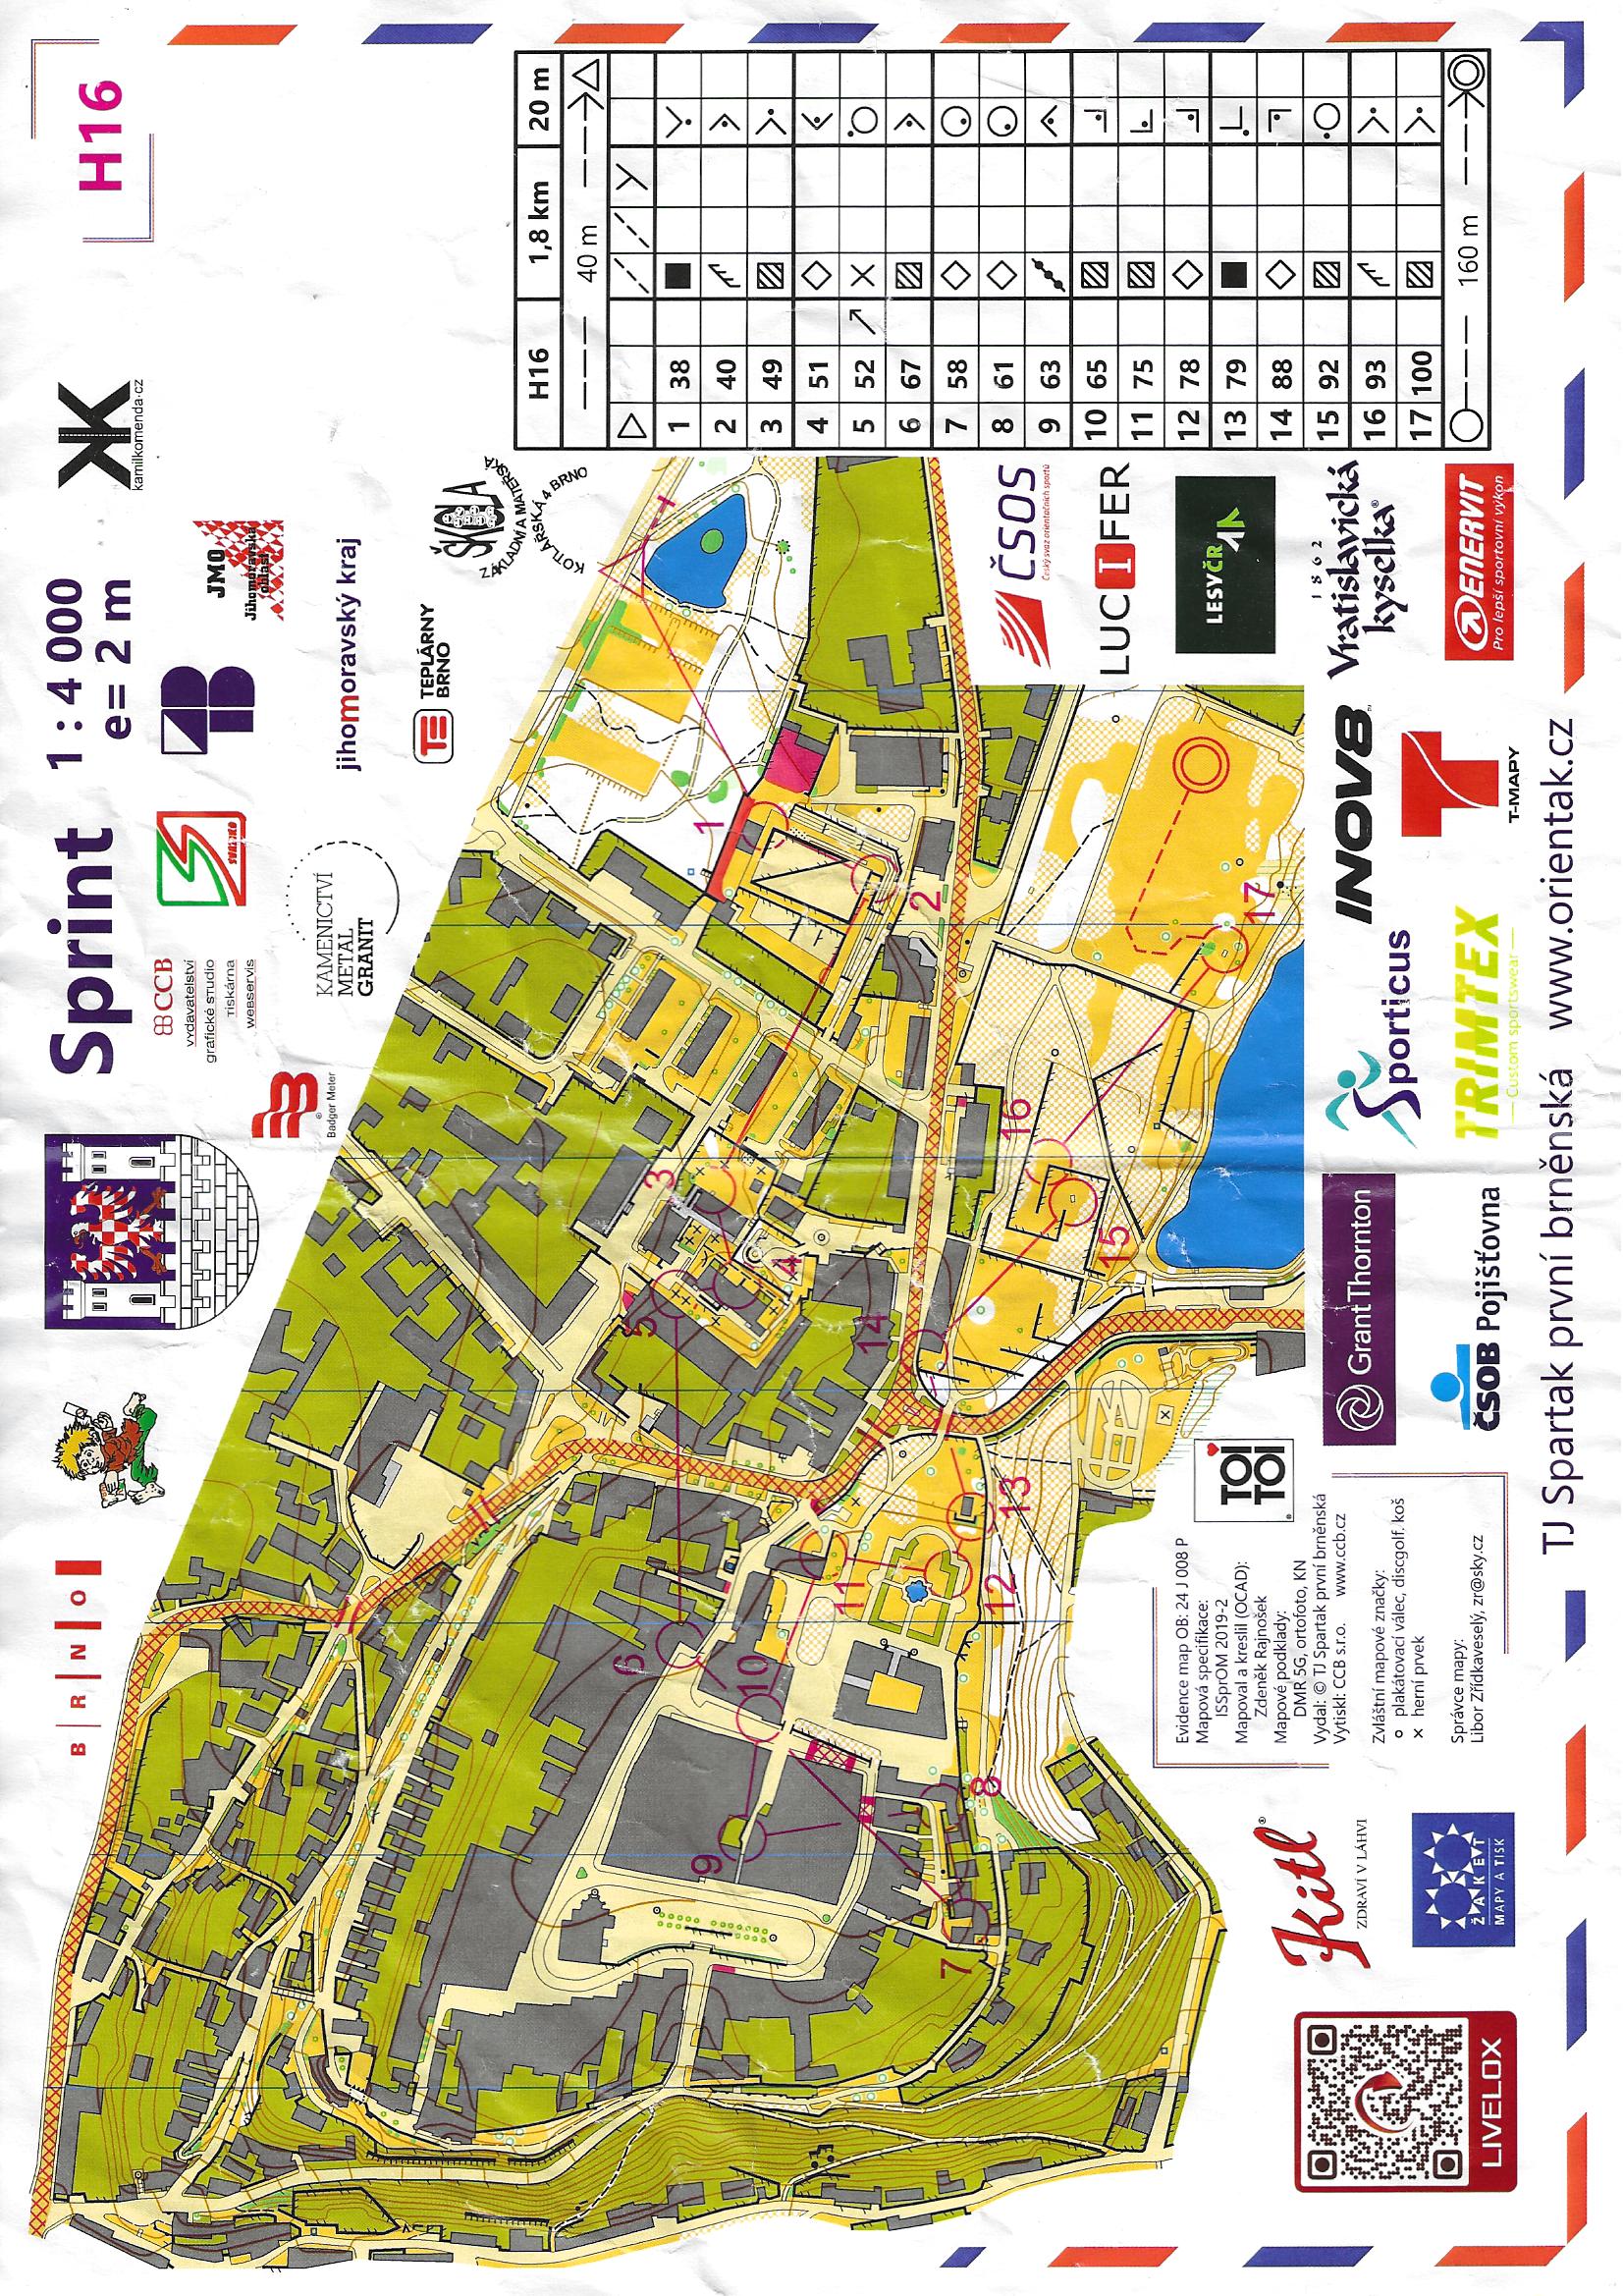 BRNO
Sprint
1 : 4 000
e= 2 m
kamilkomenda.cz
H16
CCB
vydavatelství
grafické studio
tiskárna
webservis
JMO
Jihomoravská
oblast
Badger Meter
KAMENICTVÍ
METAL
GRANIT
jihomoravský kraj
TEPLÁRNY
BRNO
ŠKOLA
ZÁKLADNÍ A MATEŘSKÁ
KOTLÁŘSKÁ 4 BRNO
H16 1,8 km 20 m
40 m
1 38
2 40
3 49
4 51
5 52
6 67
7 58
8 61
9 63
10 65
11 75
12 78
13 79
14 88
15 92
16 93
17 100
160 m
1
2
3
4
5
6
7
8
9
10
11
12
13
14
15
16
17
ČSOS
Český svaz orientačních sportů
LUCIFER
LESY ČR
1862
Vratislavická
kyselka
ENERVIT
Pro lepší sportovní výkon
Evidence map OB: 24 J 008 P
Mapová specifikace:
ISSprOM 2019-2
Mapoval a kreslil (OCAD):
Zdeněk Rajnošek
Mapové podklady:
DMR 5G, ortofoto, KN
Vydal: © TJ Spartak první brněnská
Vytiskl: CCB s.r.o. www.ccb.cz
Zvláštní mapové značky:
plakátovací válec, discgolf. koš
herní prvek
Správce mapy:
Libor Zřídkaveselý, zr@sky.cz
TOI
TOI
Kitl
ZDRAVÍ V LÁHVI
LIVELOX
ŽAKET
MAPY A TISK
Grant Thornton
ČSOB Pojišťovna
Sporticus
INOV8
TRIMTEX
Custom sportswear
T-MAPY
TJ Spartak první brněnská www.orientak.cz